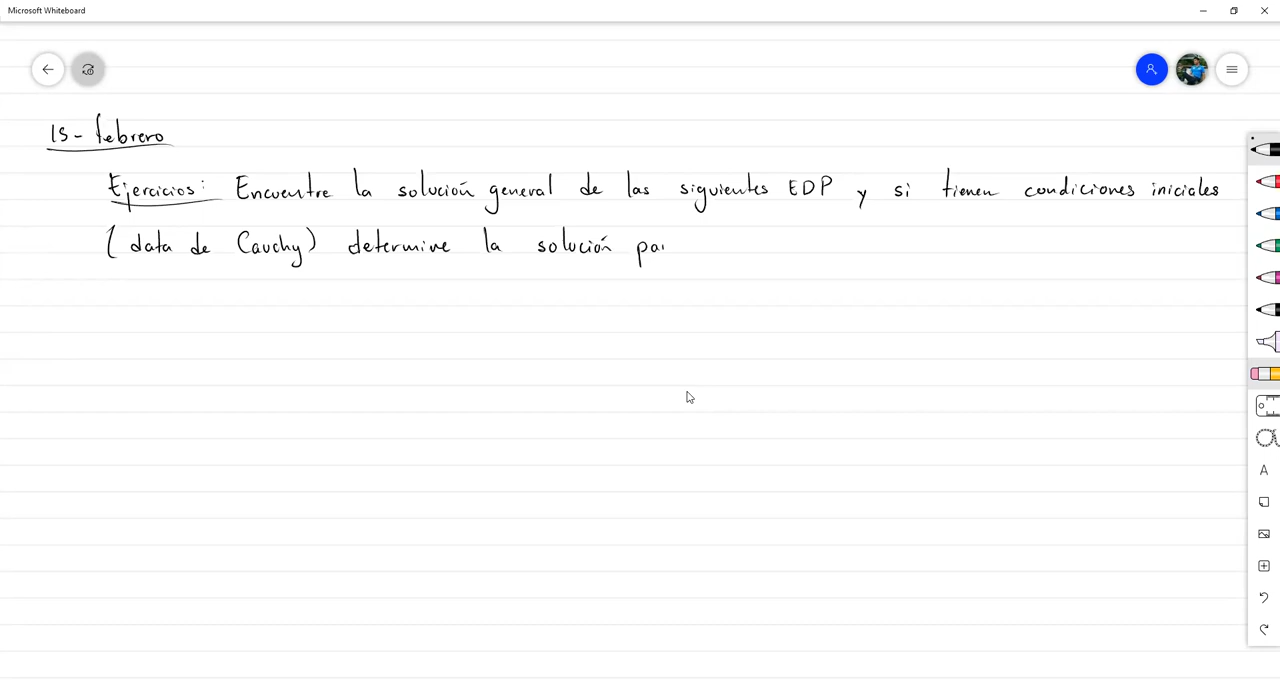 Microsoft Whiteboard
15- febrero
Ejercicios: Encuentre la solución general de las siguientes EDP y si tienen condiciones iniciales
(data de Cauchy) determine la solución par
A